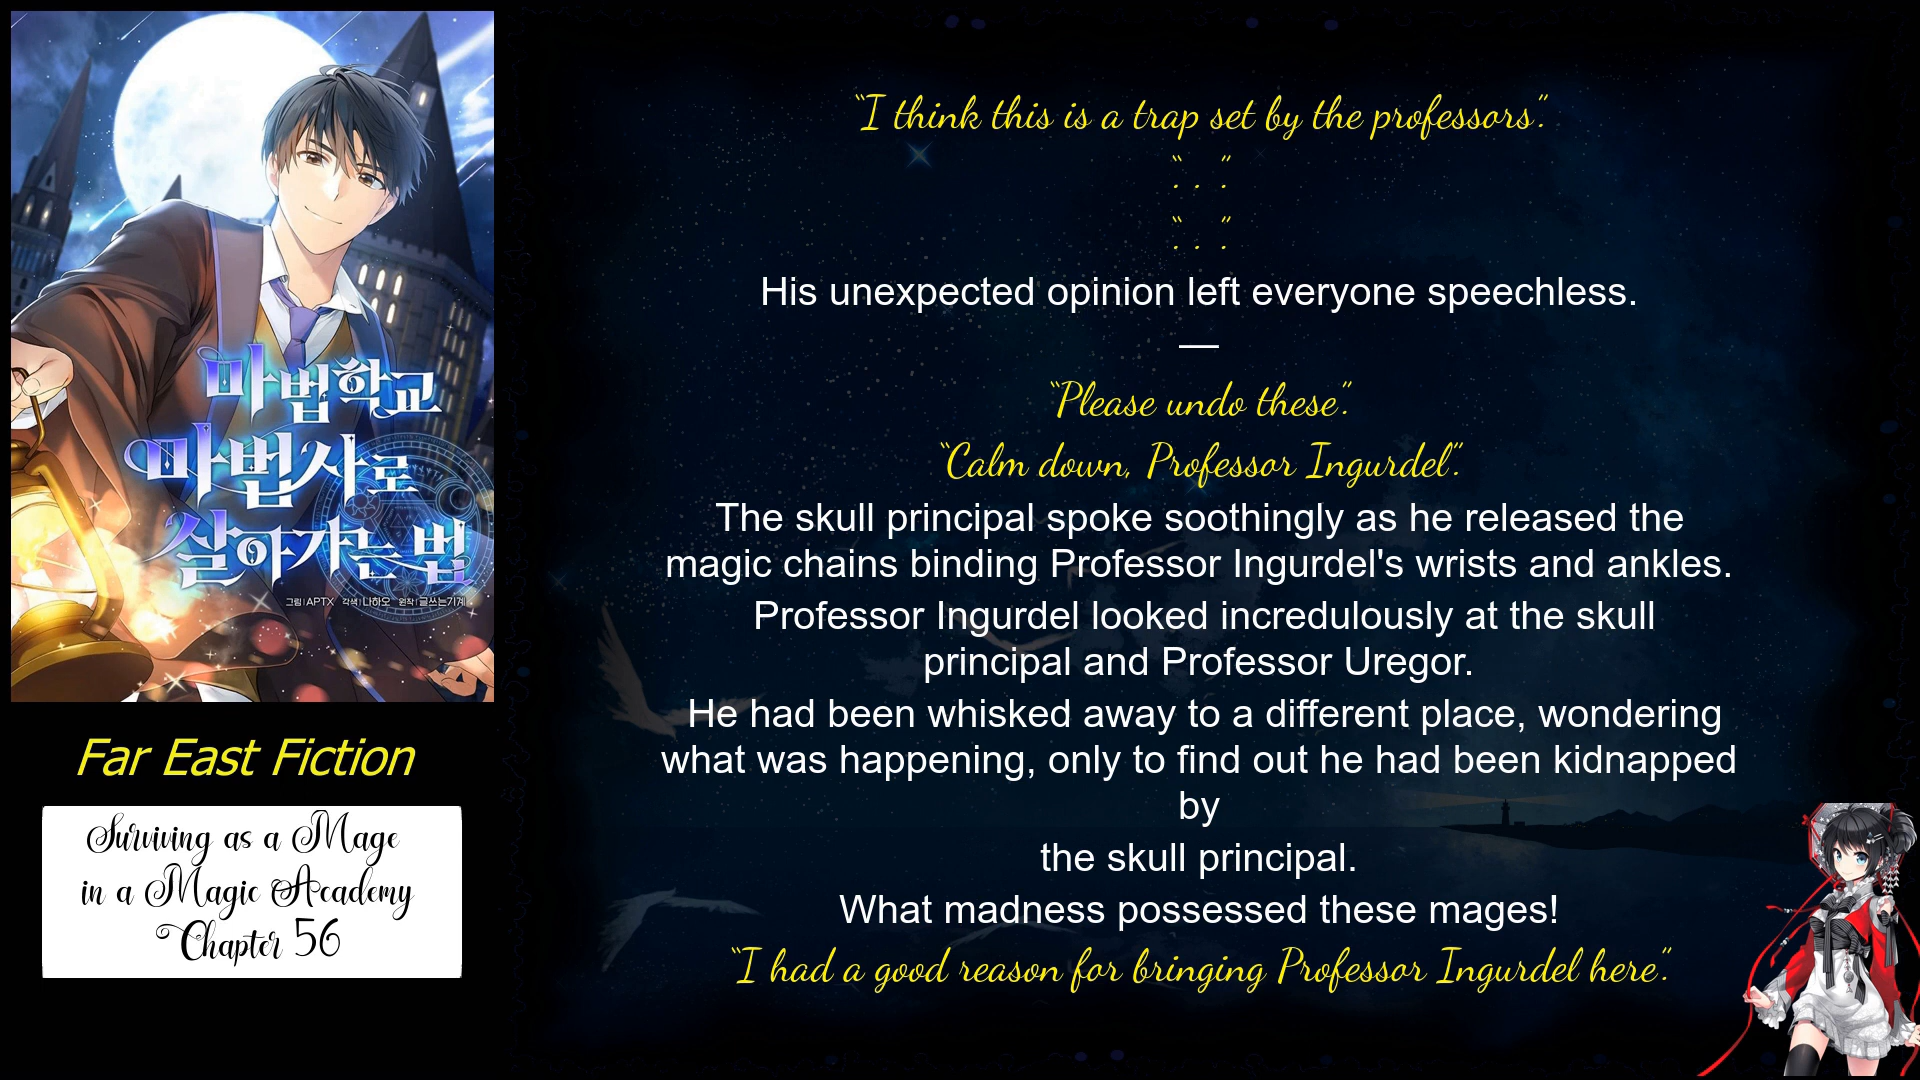 마법학교
마법사로
살아가는 법
그림|APTX 각색|나하오 원작|글쓰는기계
Far East Fiction
Surviving as a Mage
in a Magic Academy
Chapter 56
“I think this is a trap set by the professors.”
“. . .”
“. . .”
His unexpected opinion left everyone speechless.
—
“Please undo these.”
“Calm down, Professor Ingurdel.”
The skull principal spoke soothingly as he released the
magic chains binding Professor Ingurdel's wrists and ankles.
Professor Ingurdel looked incredulously at the skull
principal and Professor Uregor.
He had been whisked away to a different place, wondering
what was happening, only to find out he had been kidnapped
by
the skull principal.
What madness possessed these mages!
“I had a good reason for bringing Professor Ingurdel here.”